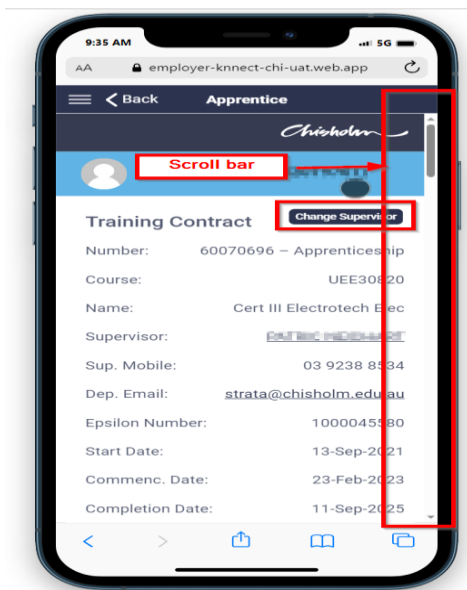 9:35 AM 5G
AA employer-knnect-chi-uat.web.app
Back Apprentice
Chisholm
Scroll bar
Training Contract Change Supervisor
Number: 60070696 – Apprenticeship
Course: UEE30820
Name: Cert III Electrotech Elec
Supervisor:
Sup. Mobile: 03 9238 8534
Dep. Email: strata@chisholm.edu.au
Epsilon Number: 1000045580
Start Date: 13-Sep-2021
Commenc. Date: 23-Feb-2023
Completion Date: 11-Sep-2025